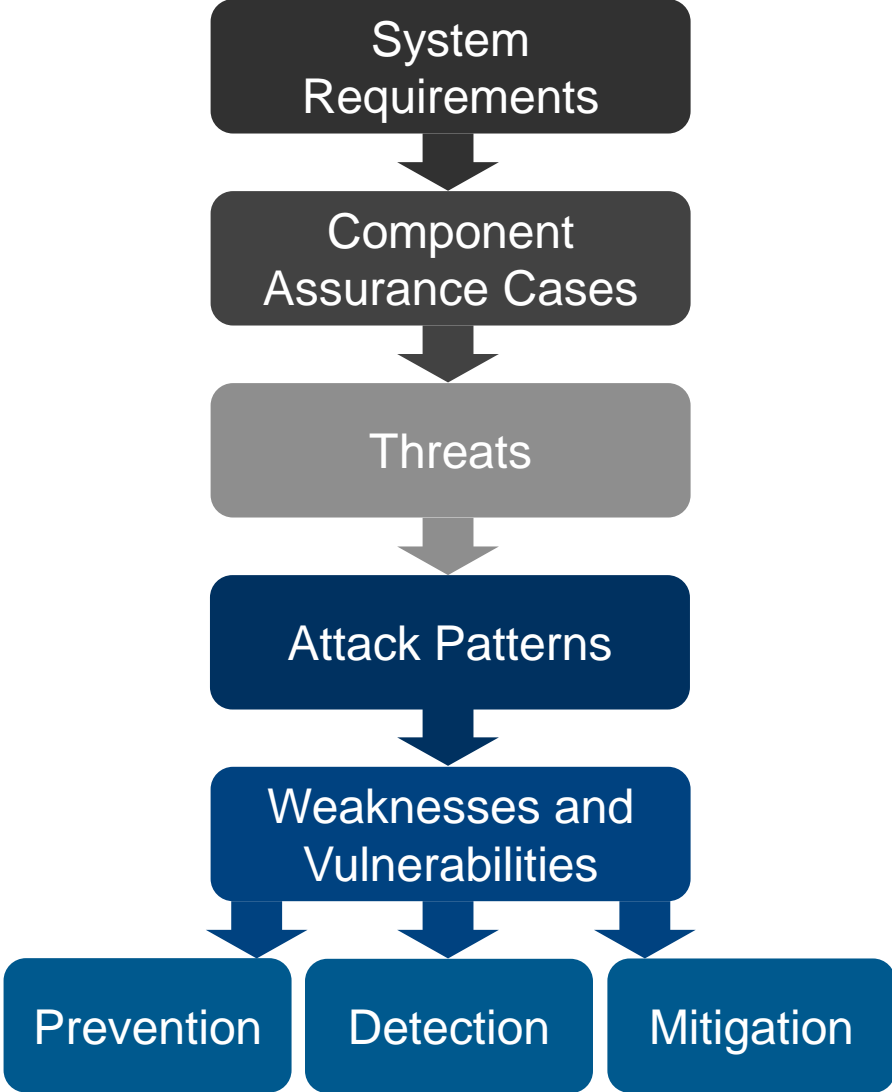 System
Requirements
Component
Assurance Cases
Threats
Attack Patterns
Weaknesses and
Vulnerabilities
Prevention
Detection
Mitigation